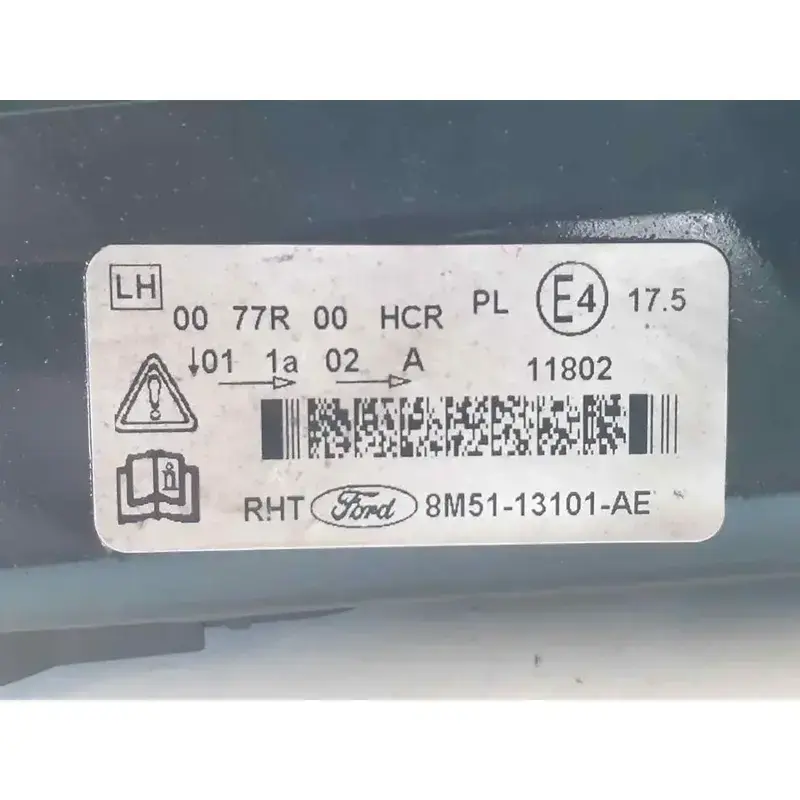 LH
00 77R 00 HCR PL E4 17.5
↓01 1a 02 A 11802
RHT Ford 8M51-13101-AE